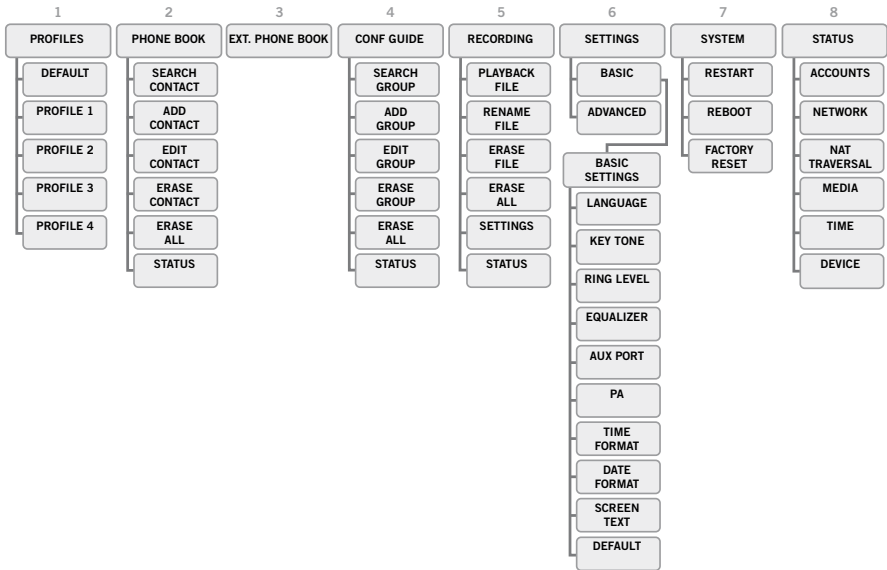 1
2
3
4
5
6
7
8
PROFILES
PHONE BOOK
EXT. PHONE BOOK
CONF GUIDE
RECORDING
SETTINGS
SYSTEM
STATUS
DEFAULT
PROFILE 1
PROFILE 2
PROFILE 3
PROFILE 4
SEARCH
CONTACT
ADD
CONTACT
EDIT
CONTACT
ERASE
CONTACT
ERASE
ALL
STATUS
SEARCH
GROUP
ADD
GROUP
EDIT
GROUP
ERASE
GROUP
ERASE
ALL
STATUS
PLAYBACK
FILE
RENAME
FILE
ERASE
FILE
ERASE
ALL
SETTINGS
STATUS
BASIC
ADVANCED
BASIC
SETTINGS
LANGUAGE
KEY TONE
RING LEVEL
EQUALIZER
AUX PORT
PA
TIME
FORMAT
DATE
FORMAT
SCREEN
TEXT
DEFAULT
RESTART
REBOOT
FACTORY
RESET
ACCOUNTS
NETWORK
NAT
TRAVERSAL
MEDIA
TIME
DEVICE